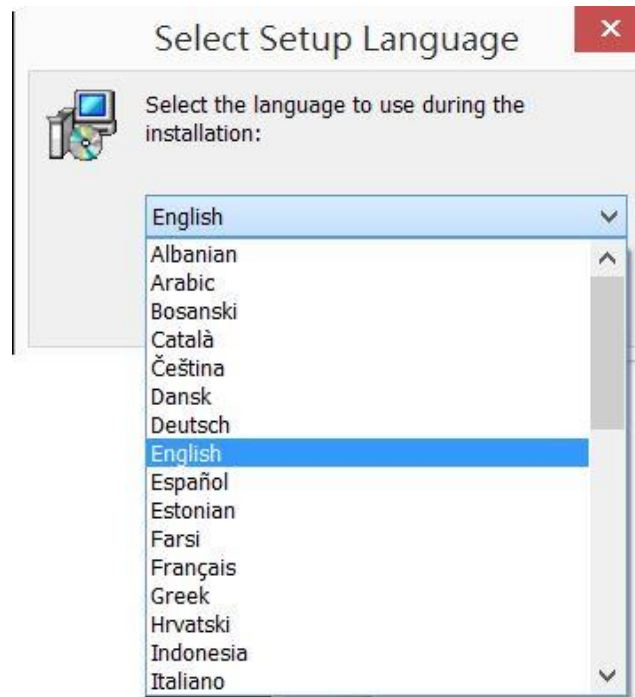 Select Setup Language
Select the language to use during the
installation:
English
Albanian
Arabic
Bosanski
Català
Čeština
Dansk
Deutsch
English
Español
Estonian
Farsi
Français
Greek
Hrvatski
Indonesia
Italiano